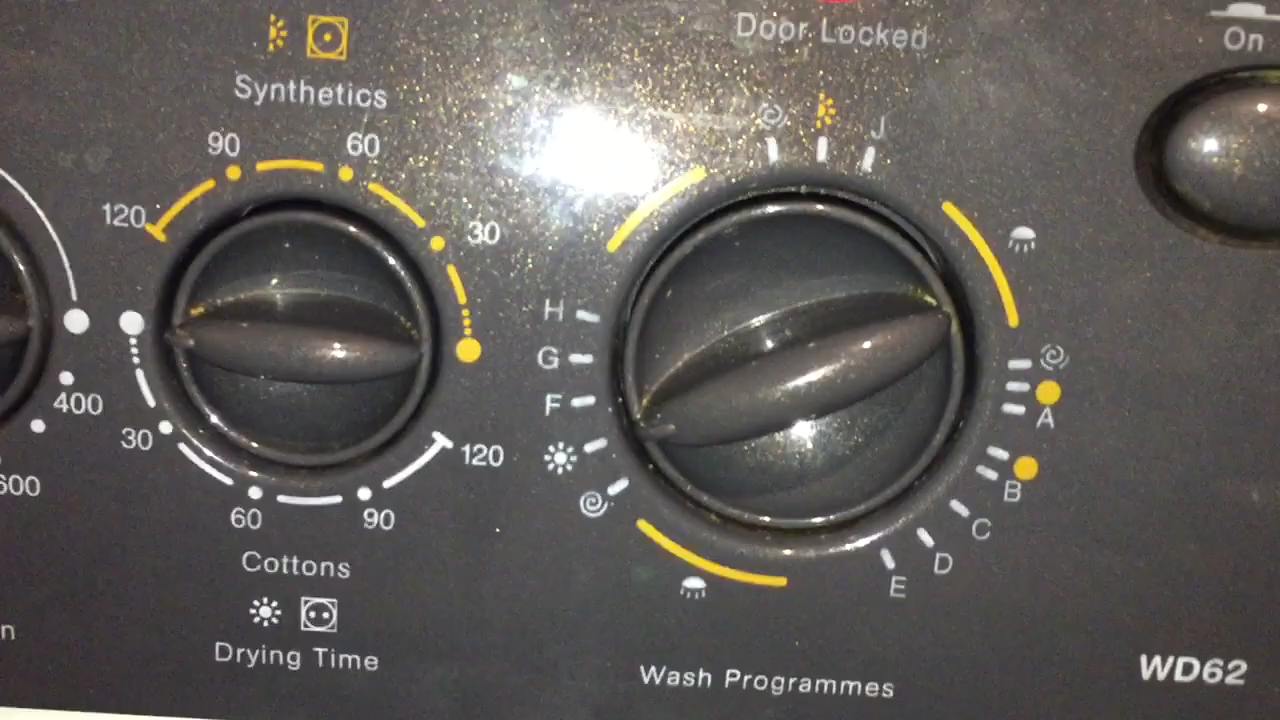 Door Locked
On
Synthetics
90
60
120
30
J
H
G
F
A
B
C
D
E
400
30
60
90
120
Cottons
Drying Time
Wash Programmes
WD62